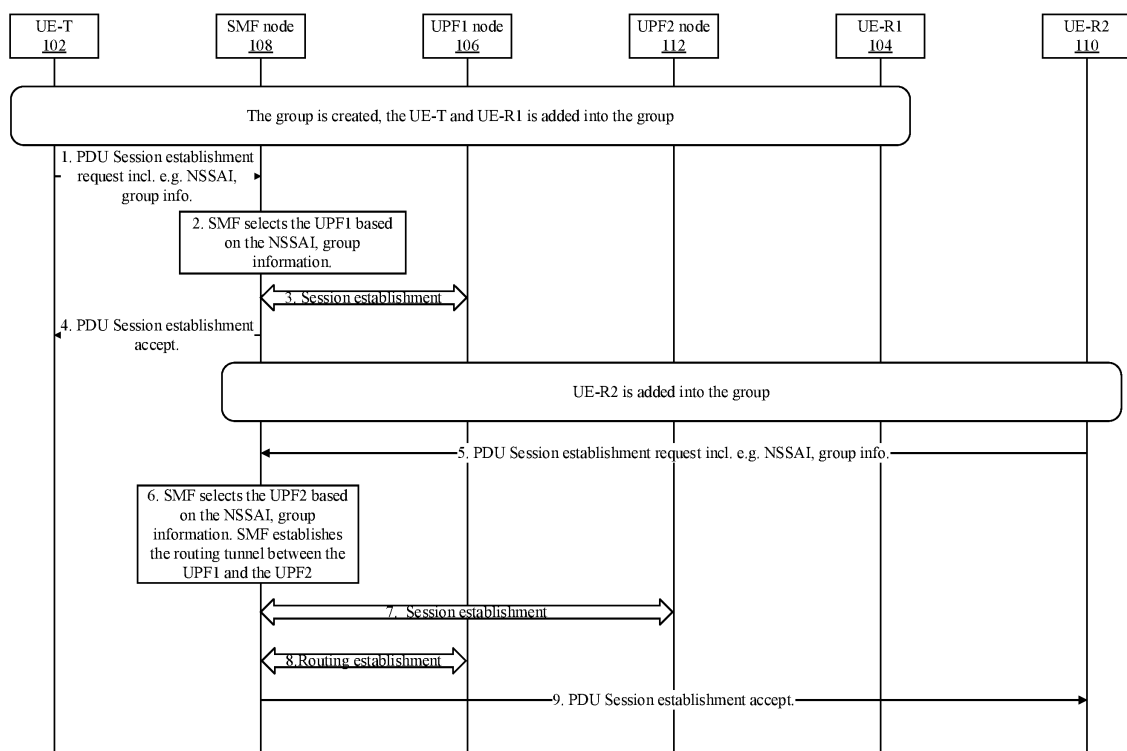 UE-T
102
SMF node
108
UPF1 node
106
UPF2 node
112
UE-R1
104
UE-R2
110
The group is created, the UE-T and UE-R1 is added into the group
1. PDU Session establishment
request incl. e.g. NSSAI,
group info.
2. SMF selects the UPF1 based
on the NSSAI, group
information.
3. Session establishment
4. PDU Session establishment
accept.
UE-R2 is added into the group
5. PDU Session establishment request incl. e.g. NSSAI, group info.
6. SMF selects the UPF2 based
on the NSSAI, group
information. SMF establishes
the routing tunnel between the
UPF1 and the UPF2
7. Session establishment
8.Routing establishment
9. PDU Session establishment accept.